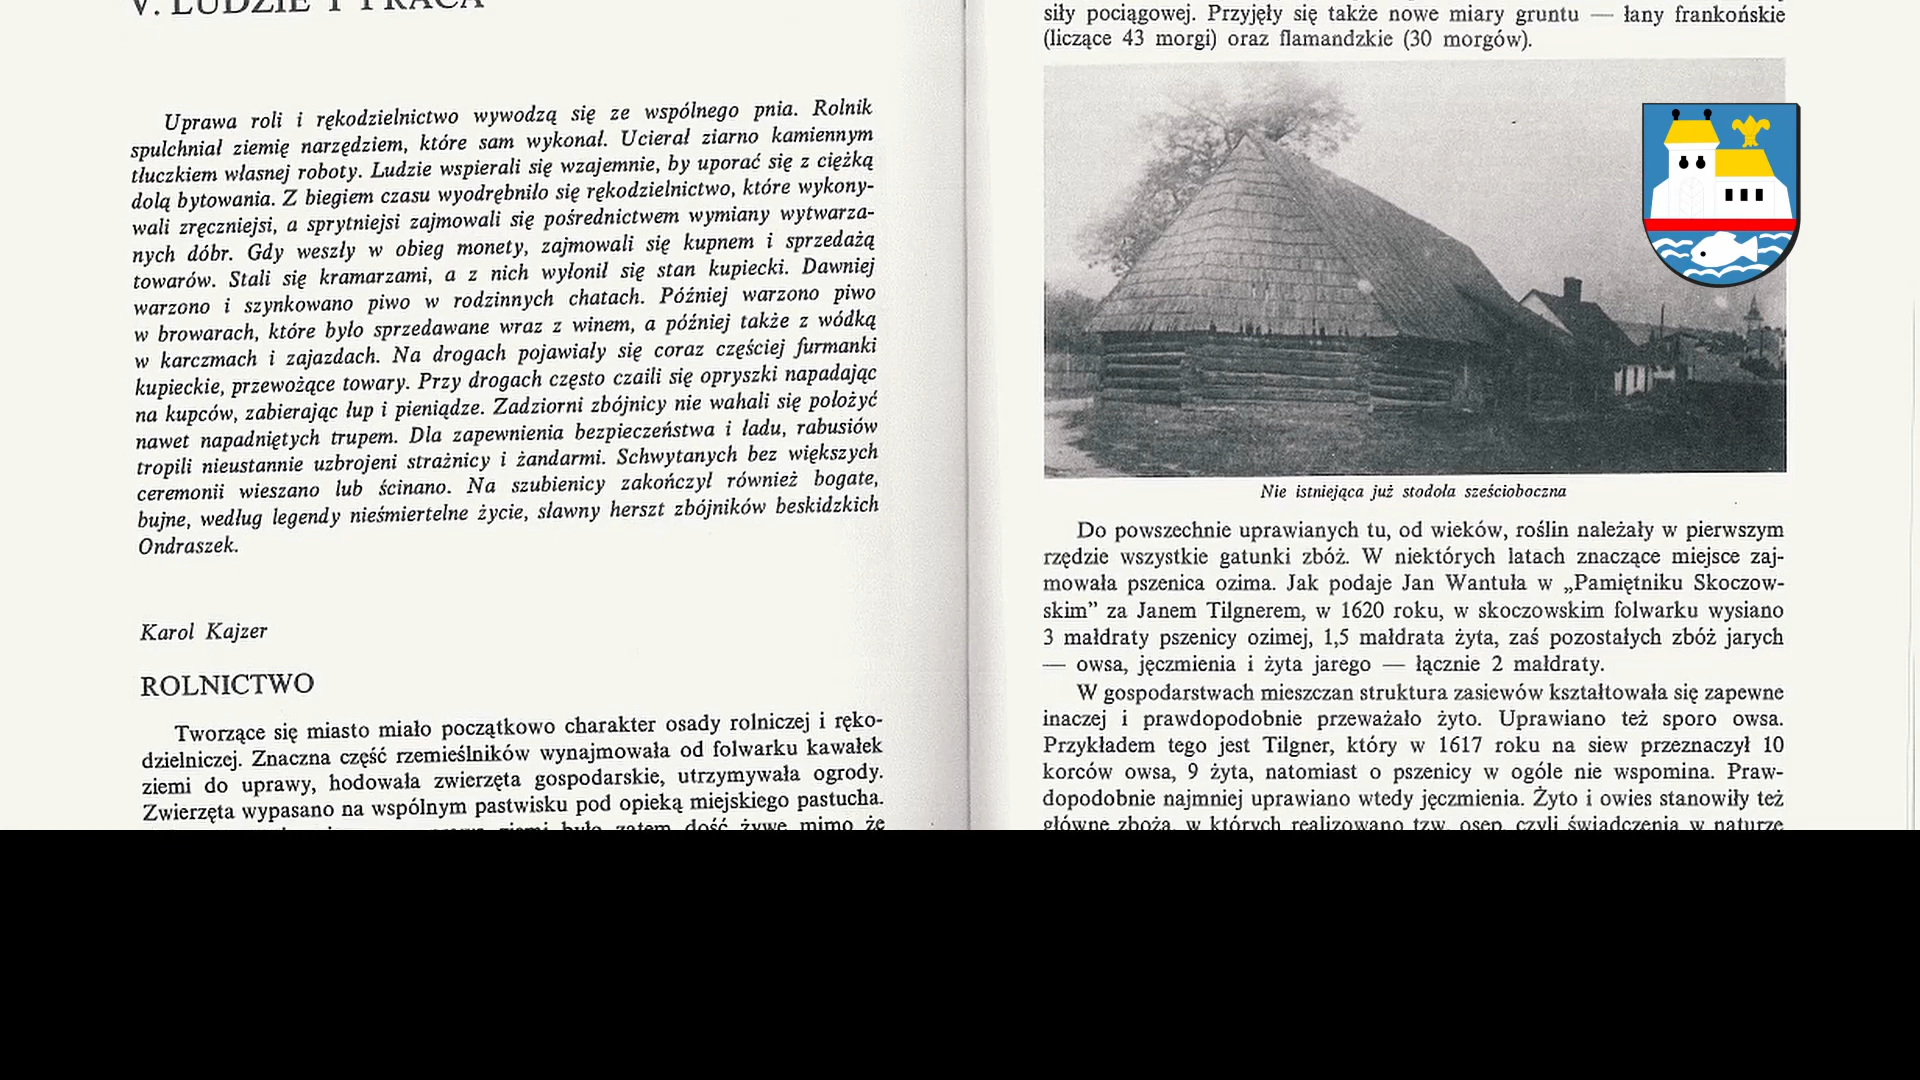 V. LUDZIE I PRACA
Uprawa roli i rękodzielnictwo wywodzą się ze wspólnego pnia. Rolnik
spulchniał ziemię narzędziem, które sam wykonał. Ucierał ziarno kamiennym
tłuczkiem własnej roboty. Ludzie wspierali się wzajemnie, by uporać się z ciężką
dolą bytowania. Z biegiem czasu wyodrębniło się rękodzielnictwo, które wykony-
wali zręczniejsi, a sprytniejsi zajmowali się pośrednictwem wymiany wytwarza-
nych dóbr. Gdy weszły w obieg monety, zajmowali się kupnem i sprzedażą
towarów. Stali się kramarzami, a z nich wyłonił się stan kupiecki. Dawniej
warzono i szynkowano piwo w rodzinnych chatach. Później warzono piwo
w browarach, które było sprzedawane wraz z winem, a później także z wódką
w karczmach i zajazdach. Na drogach pojawiały się coraz częściej furmanki
kupieckie, przewożące towary. Przy drogach często czaili się opryszki napadając
na kupców, zabierając łup i pieniądze. Zadziorni zbójnicy nie wahali się położyć
nawet napadniętych trupem. Dla zapewnienia bezpieczeństwa i ładu, rabusiów
tropili nieustannie uzbrojeni strażnicy i żandarmi. Schwytanych bez większych
ceremonii wieszano lub ścinano. Na szubienicy zakończył również bogate,
bujne, według legendy nieśmiertelne życie, sławny herszt zbójników beskidzkich
Ondraszek.
Karol Kajzer
ROLNICTWO
Tworzące się miasto miało początkowo charakter osady rolniczej i ręko-
dzielniczej. Znaczna część rzemieślników wynajmowała od folwarku kawałek
ziemi do uprawy, hodowała zwierzęta gospodarskie, utrzymywała ogrody.
Zwierzęta wypasano na wspólnym pastwisku pod opieką miejskiego pastucha.
ziemi było zatem dość żywe mimo że
siły pociągowej. Przyjęły się także nowe miary gruntu — łany frankońskie
(liczące 43 morgi) oraz flamandzkie (30 morgów).
Nie istniejąca już stodoła sześcioboczna
Do powszechnie uprawianych tu, od wieków, roślin należały w pierwszym
rzędzie wszystkie gatunki zbóż. W niektórych latach znaczące miejsce zaj-
mowała pszenica ozima. Jak podaje Jan Wantuła w „Pamiętniku Skoczow-
skim” za Janem Tilgnerem, w 1620 roku, w skoczowskim folwarku wysiano
3 małdraty pszenicy ozimej, 1,5 małdrata żyta, zaś pozostałych zbóż jarych
— owsa, jęczmienia i żyta jarego — łącznie 2 małdraty.
W gospodarstwach mieszczan struktura zasiewów kształtowała się zapewne
inaczej i prawdopodobnie przeważało żyto. Uprawiano też sporo owsa.
Przykładem tego jest Tilgner, który w 1617 roku na siew przeznaczył 10
korców owsa, 9 żyta, natomiast o pszenicy w ogóle nie wspomina. Praw-
dopodobnie najmniej uprawiano wtedy jęczmienia. Żyto i owies stanowiły też
główne zboża, w których realizowano tzw. osep, czyli świadczenia w naturze